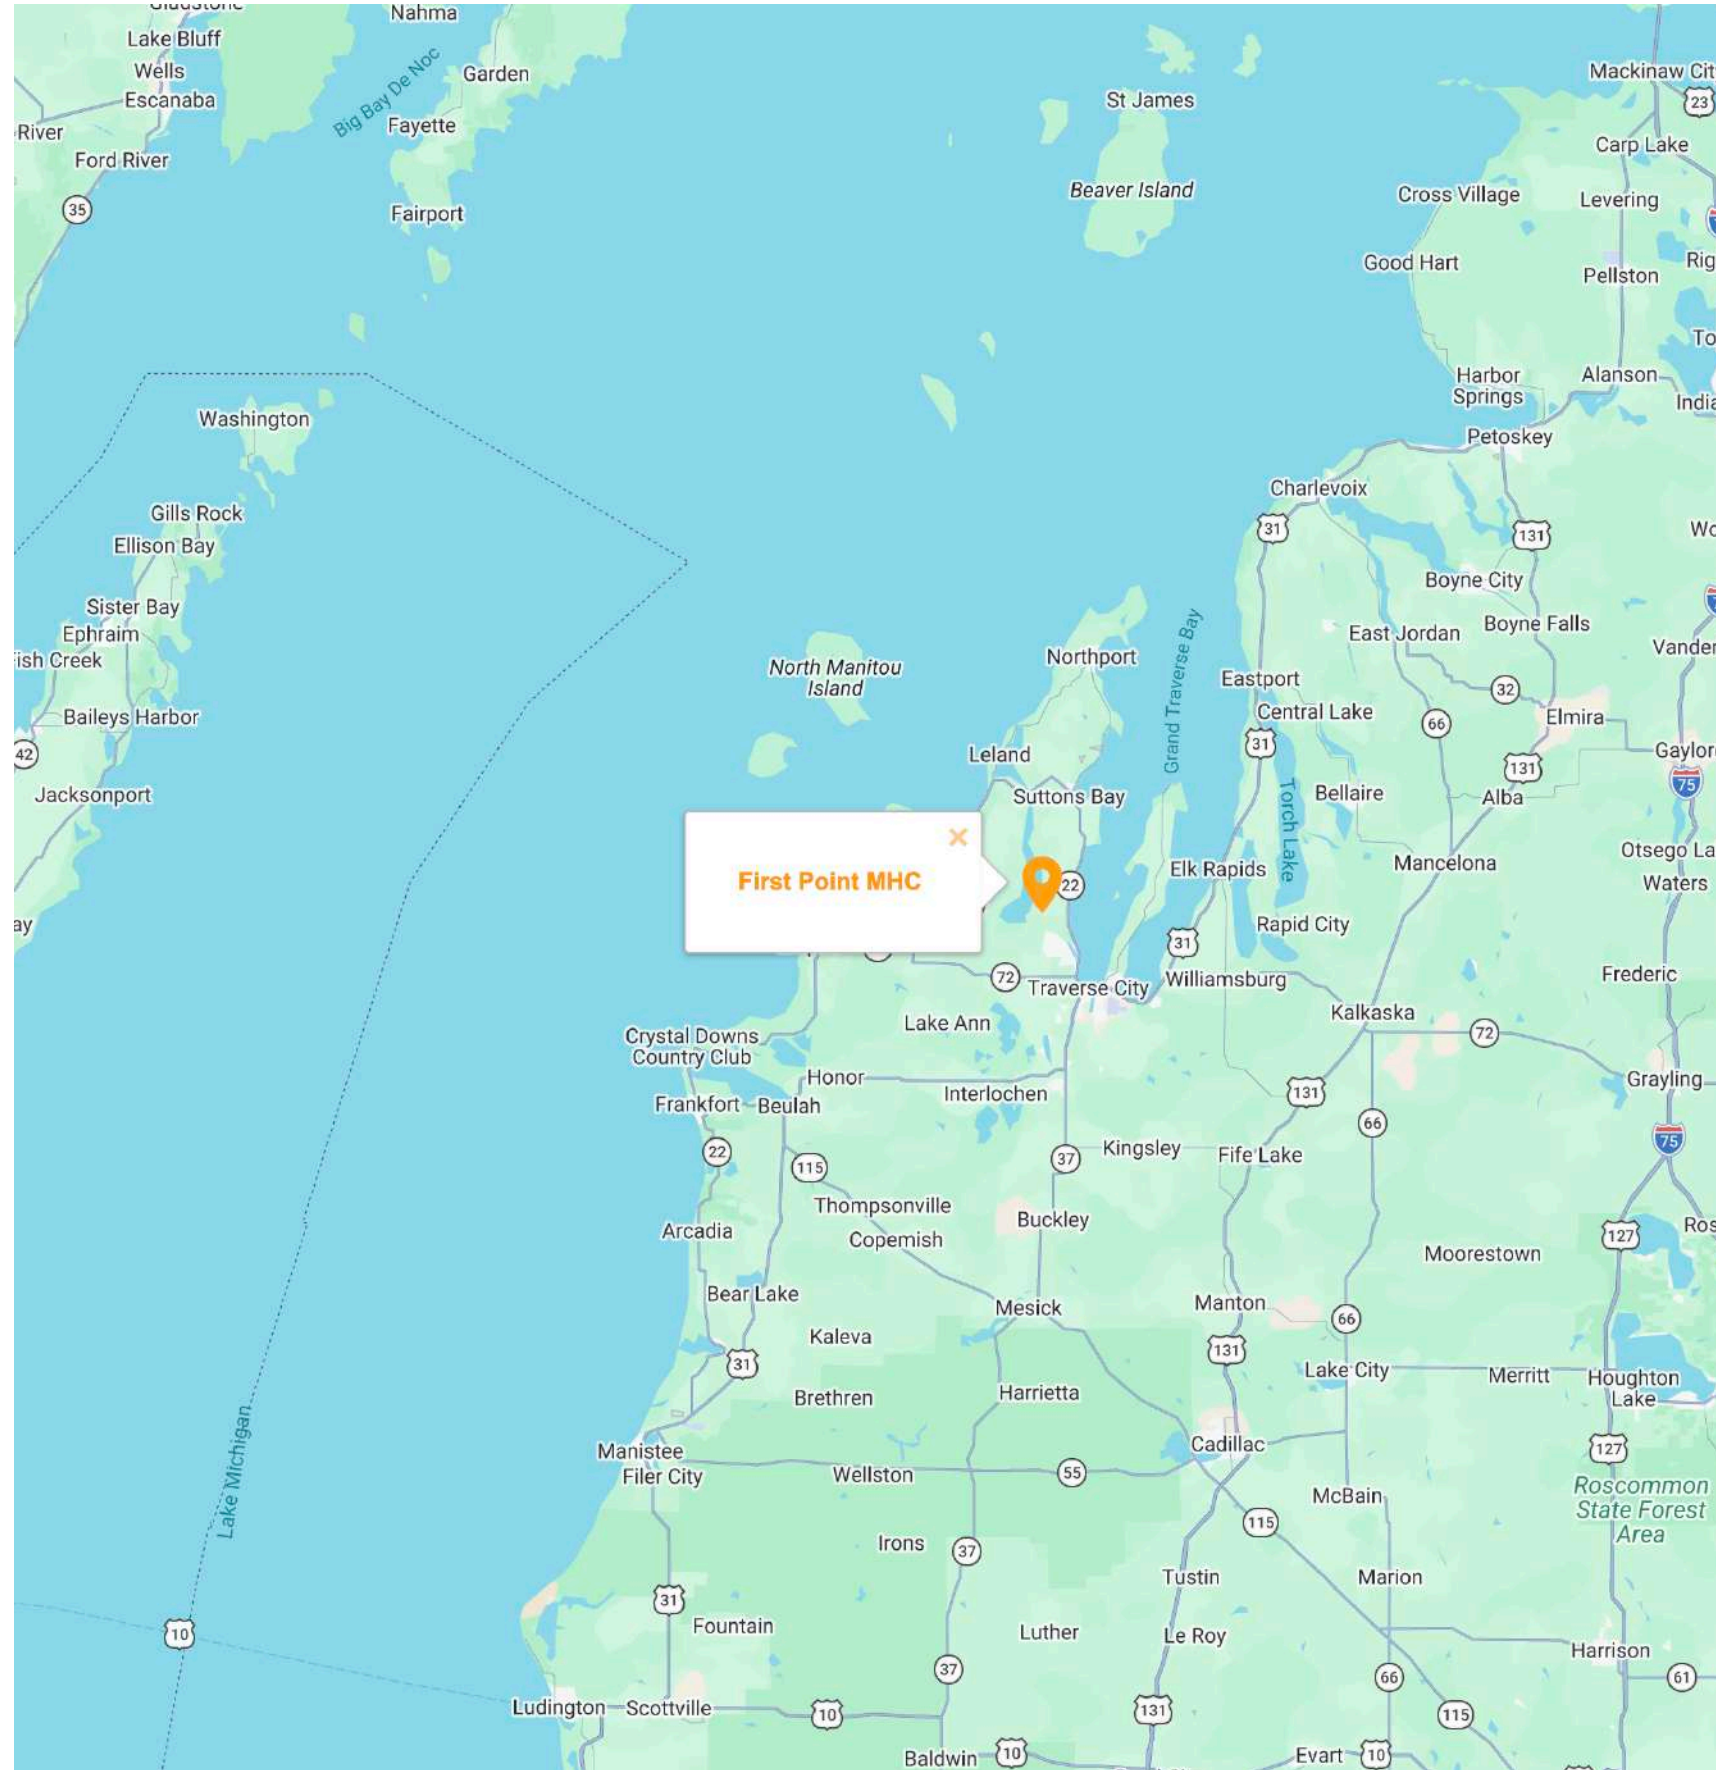 Nahma
Lake Bluff
Wells
Escanaba
Big Bay De Noc
Garden
Fayette
River
Ford River
35
Fairport
St James
Beaver Island
Mackinaw Cit
23
Carp Lake
Cross Village
Levering
Good Hart
Pellston
Rig
To
Harbor
Springs
Alanson
India
Petoskey
Washington
Charlevoix
31
131
Wo
Gills Rock
Ellison Bay
Boyne City
Sister Bay
Ephraim
ish Creek
East Jordan
Boyne Falls
Vander
North Manitou
Island
Northport
Grand Traverse Bay
Eastport
Central Lake
32
66
Elmira
Baileys Harbor
42
Leland
31
131
Gaylor
75
Jacksonport
Suttons Bay
Torch Lake
Bellaire
Alba
First Point MHC
22
Elk Rapids
Mancelona
Otsego La
Waters
ay
Rapid City
31
72
Traverse City
Williamsburg
Frederic
Kalkaska
72
Lake Ann
Crystal Downs
Country Club
Honor
Interlochen
131
Grayling
Frankfort
Beulah
66
75
22
115
37
Kingsley
Fife Lake
Thompsonville
Buckley
Arcadia
Copemish
127
Ros
Moorestown
Bear Lake
Mesick
Manton
66
Kaleva
31
131
Lake City
Merritt
Houghton
Lake
Brethren
Harrietta
Lake Michigan
Manistee
Filer City
Wellston
55
Cadillac
127
McBain
Roscommon
State Forest
Area
115
Irons
37
Tustin
Marion
31
10
Fountain
Luther
Le Roy
Harrison
37
66
61
Ludington
Scottville
10
131
115
Baldwin
10
Evart
10